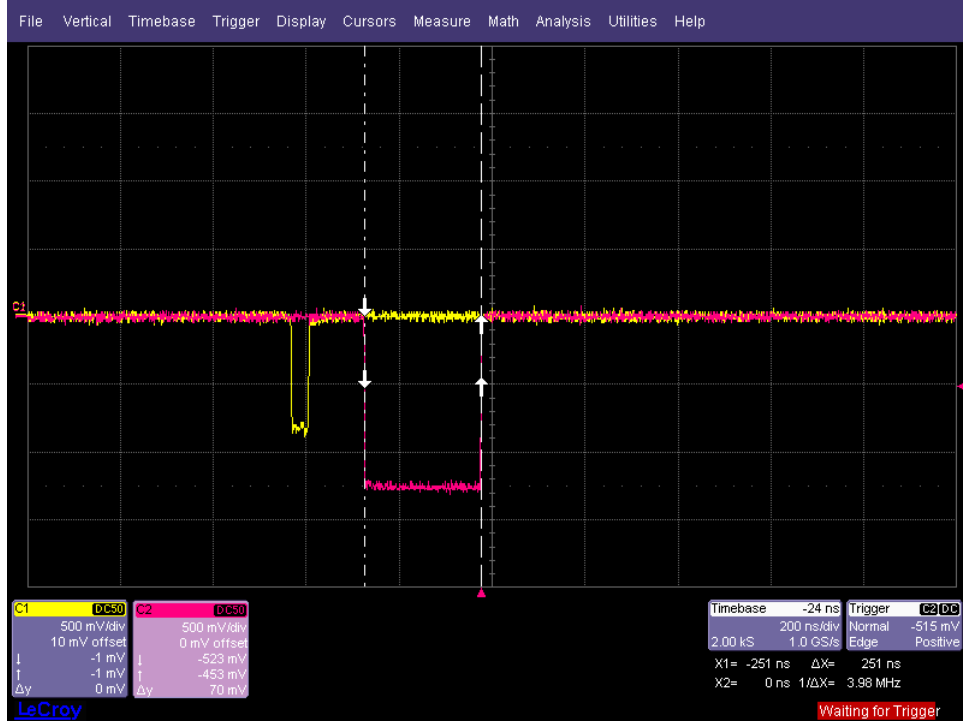 File Vertical Timebase Trigger Display Cursors Measure Math Analysis Utilities Help
C1
C1 DC50
500 mV/div
10 mV offset
↓ -1 mV
↑ -1 mV
Δy 0 mV
C2 DC50
500 mV/div
0 mV offset
↓ -523 mV
↑ -453 mV
Δy 70 mV
Timebase -24 ns
200 ns/div
2.00 kS 1.0 GS/s
Trigger C2 DC
Normal -515 mV
Edge Positive
X1= -251 ns ΔX= 251 ns
X2= 0 ns 1/ΔX= 3.98 MHz
LeCroy
Waiting for Trigger